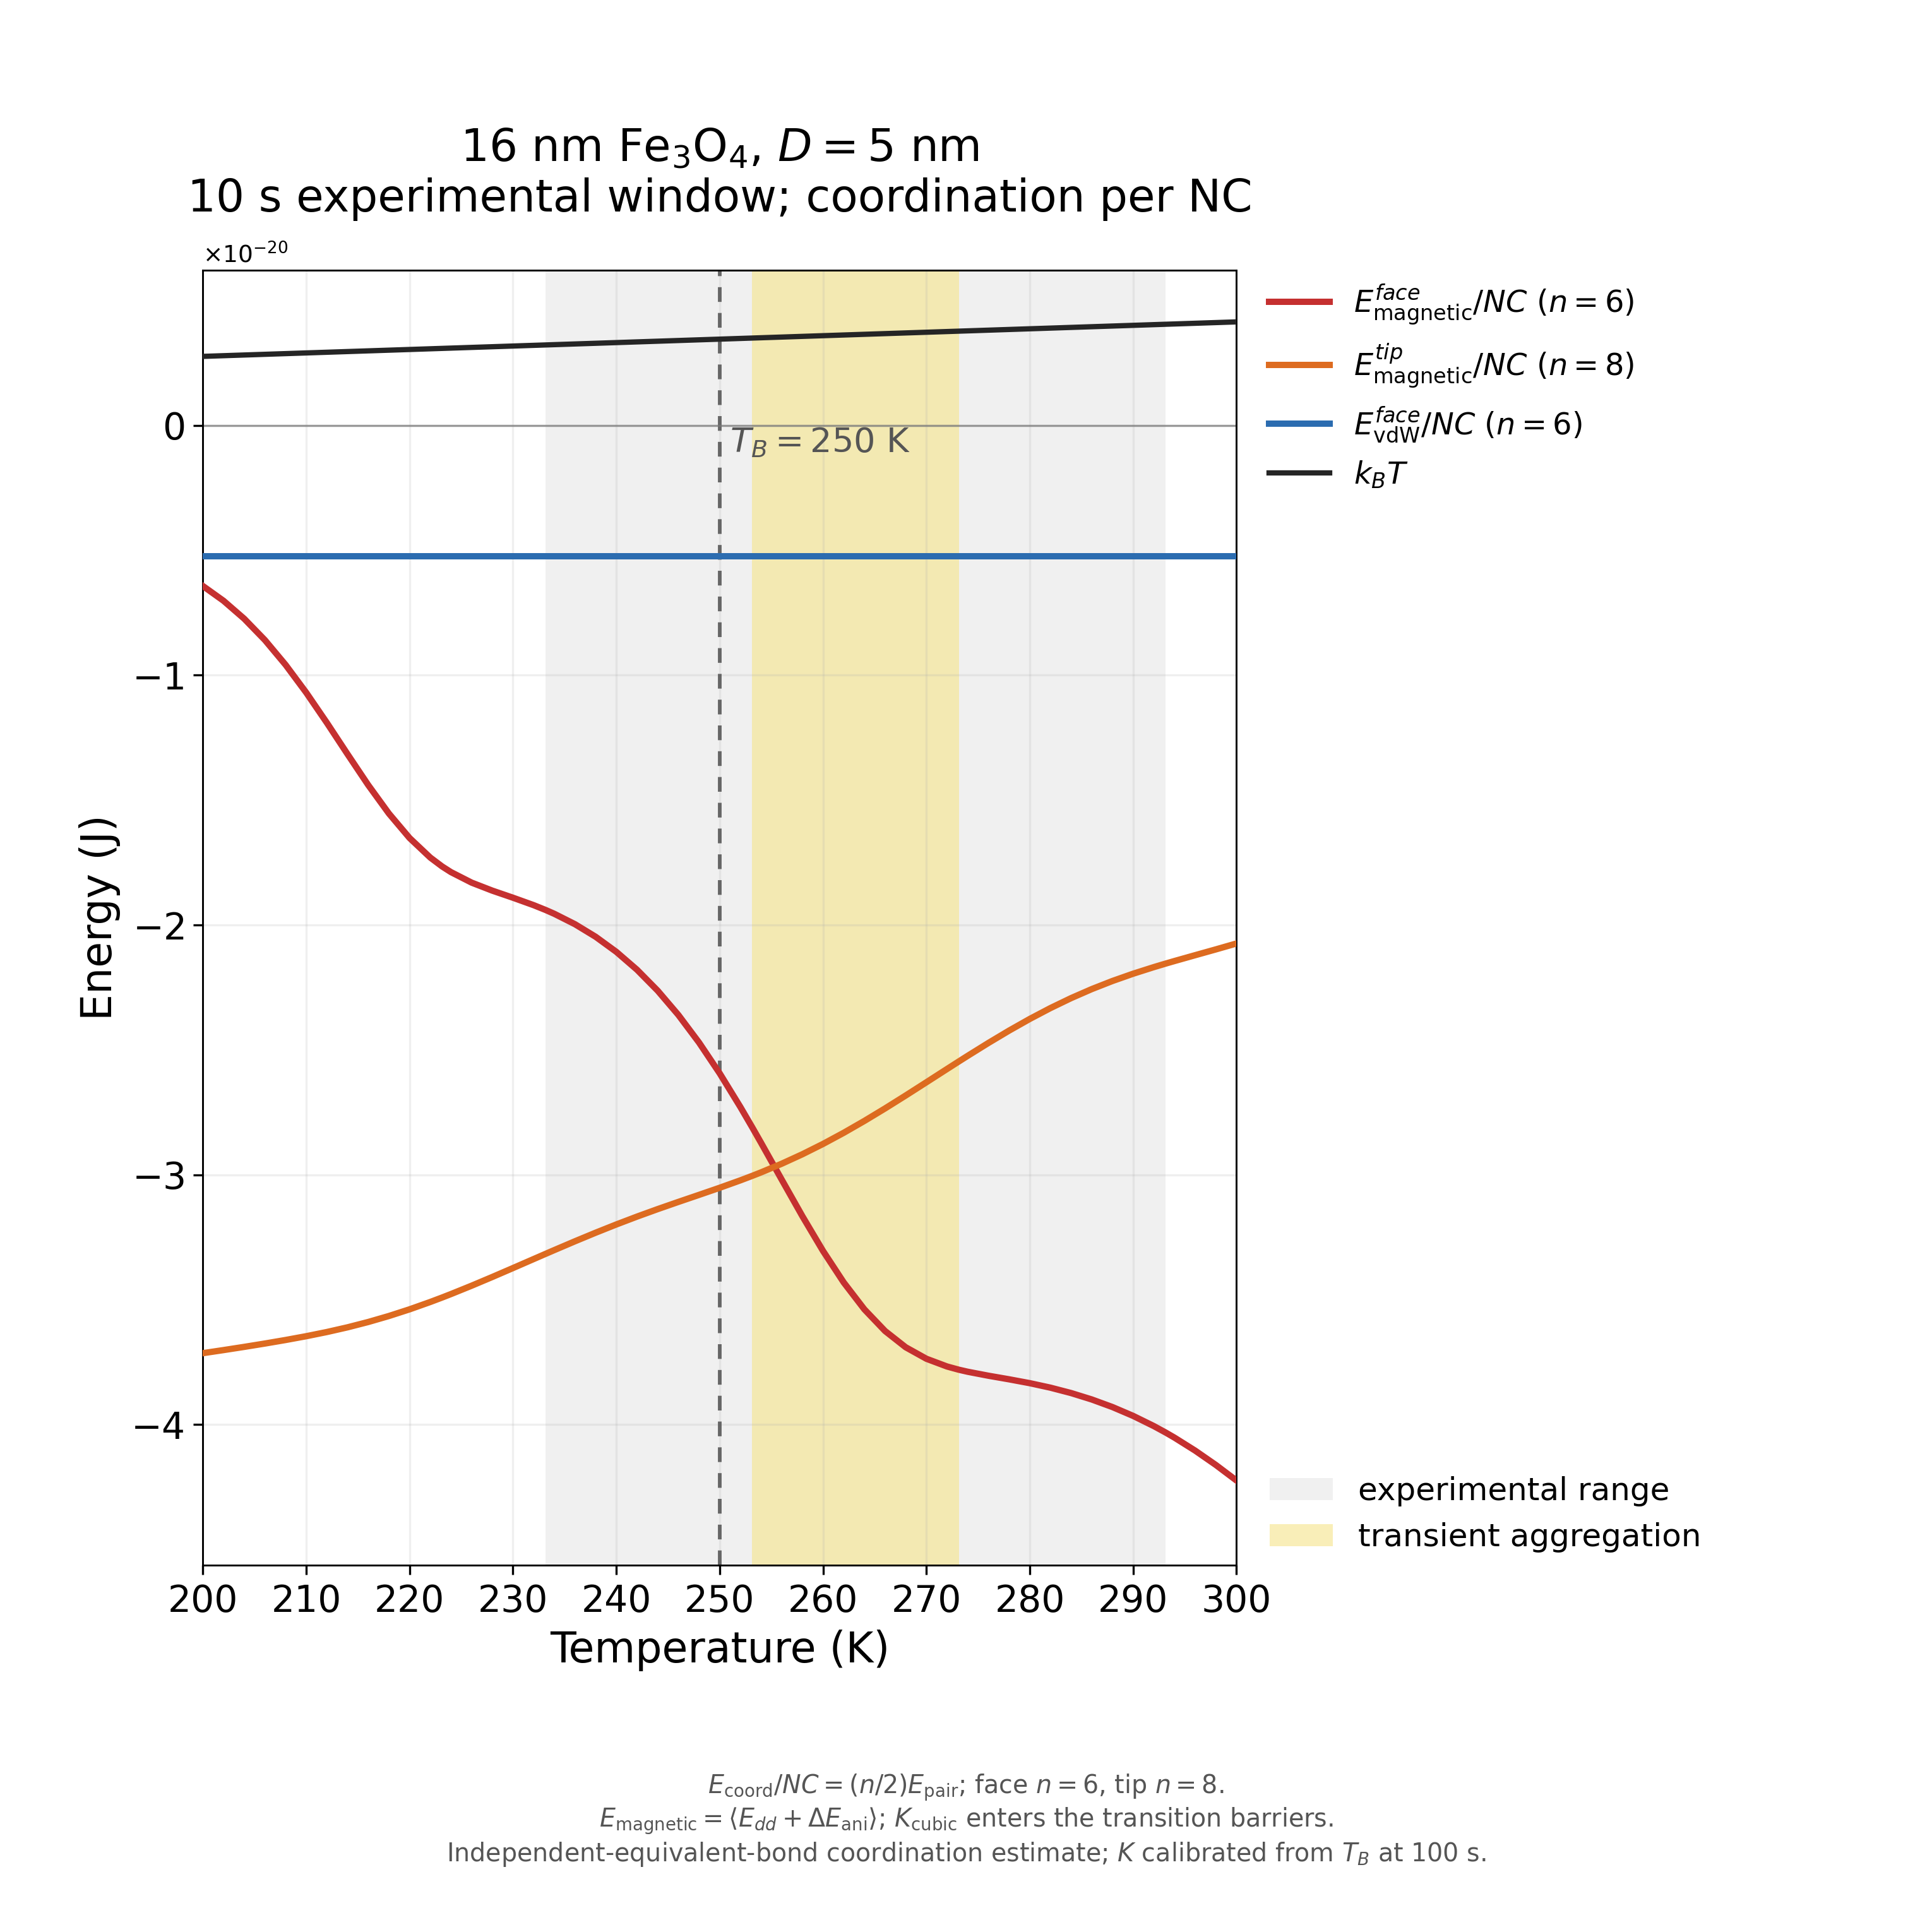 16 nm Fe₃O₄, D = 5 nm
10 s experimental window; coordination per NC
×10⁻²⁰
0
−1
−2
−3
−4
Energy (J)
T_B = 250 K
200 210 220 230 240 250 260 270 280 290 300
Temperature (K)
E^face_magnetic/NC (n = 6)
E^tip_magnetic/NC (n = 8)
E^face_vdW/NC (n = 6)
k_BT
experimental range
transient aggregation
E_coord/NC = (n/2)E_pair; face n = 6, tip n = 8.
E_magnetic = ⟨E_dd + ΔE_ani⟩; K_cubic enters the transition barriers.
Independent-equivalent-bond coordination estimate; K calibrated from T_B at 100 s.